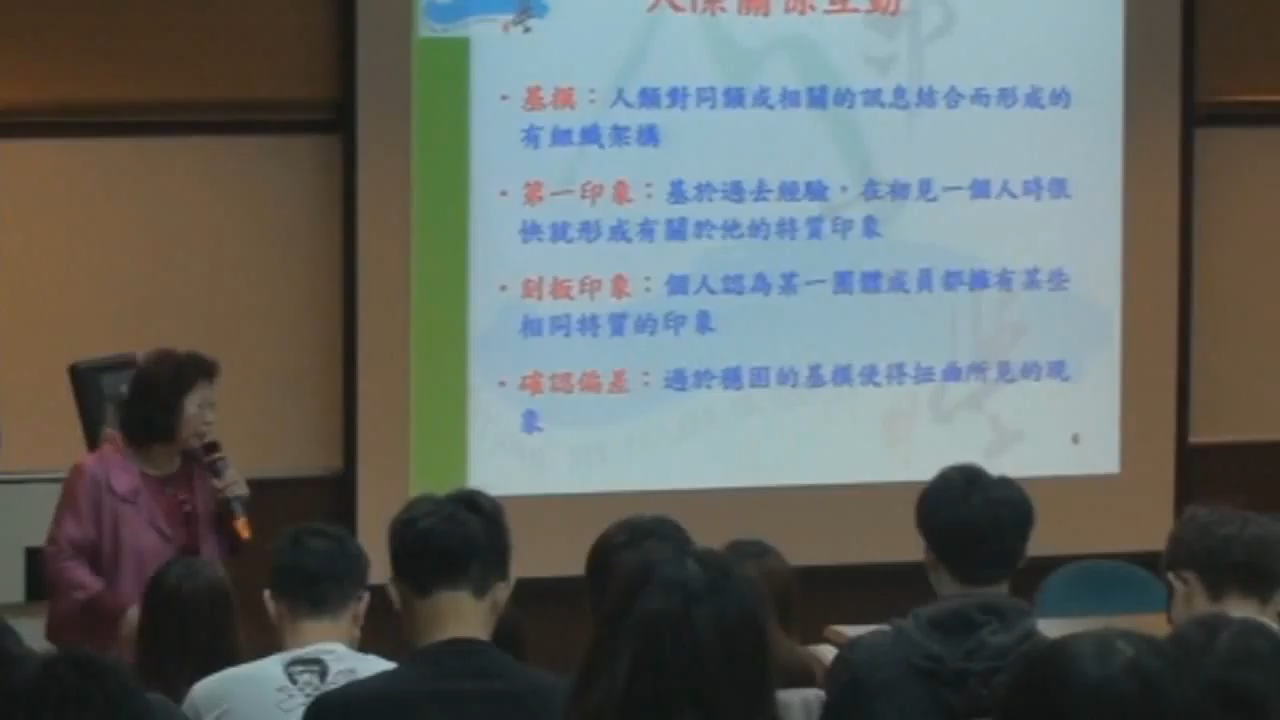 人際關係互動
・基模：人類對同類或相關的訊息結合而形成的
有組織架構
・第一印象：基於過去經驗，在初見一個人時很
快就形成有關於他的特質印象
・刻板印象：個人認為某一團體成員都擁有某些
相同特質的印象
・確認偏差：過於穩固的基模使得扭曲所見的現
象
6